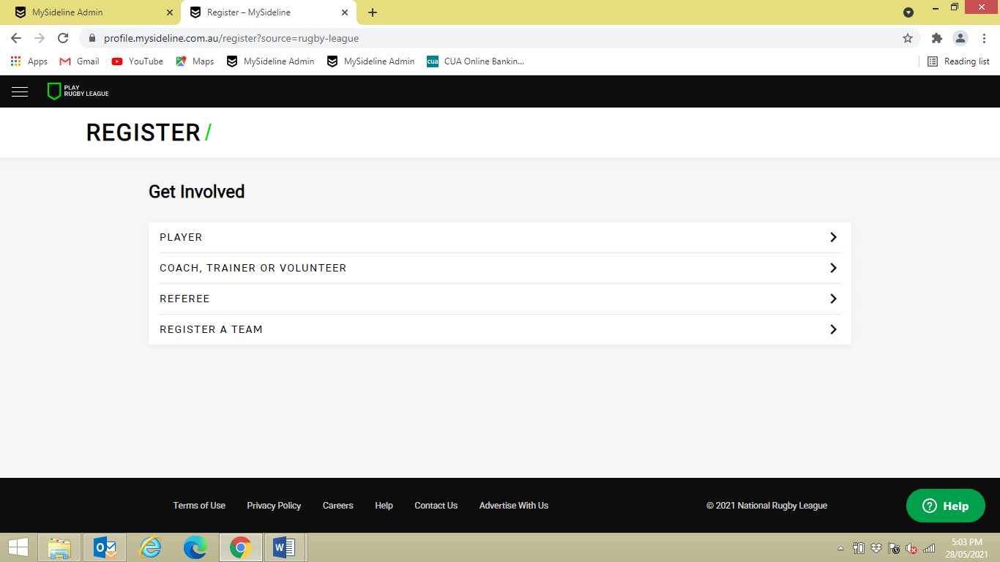 MySideline Admin
Register – MySideline
profile.mysideline.com.au/register?source=rugby-league
Apps Gmail YouTube Maps MySideline Admin MySideline Admin cua CUA Online Bankin... Reading list
PLAY
RUGBY LEAGUE
REGISTER /
Get Involved
PLAYER
COACH, TRAINER OR VOLUNTEER
REFEREE
REGISTER A TEAM
Terms of Use Privacy Policy Careers Help Contact Us Advertise With Us © 2021 National Rugby League
? Help
5:03 PM
28/05/2021